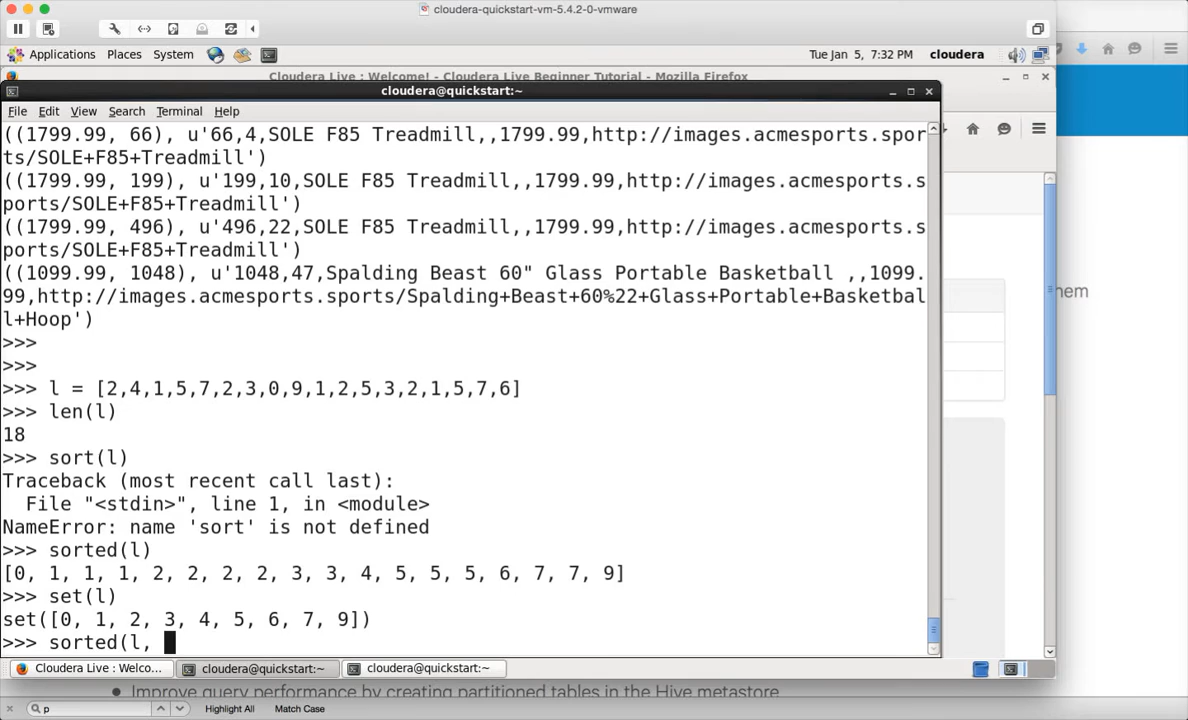 cloudera-quickstart-vm-5.4.2-0-vmware
Applications Places System
Tue Jan 5, 7:32 PM cloudera
Cloudera Live : Welcome! - Cloudera Live Beginner Tutorial - Mozilla Firefox
cloudera@quickstart:~
File Edit View Search Terminal Help
((1799.99, 66), u'66,4,SOLE F85 Treadmill,,1799.99,http://images.acmesports.spor
ts/SOLE+F85+Treadmill')
((1799.99, 199), u'199,10,SOLE F85 Treadmill,,1799.99,http://images.acmesports.s
ports/SOLE+F85+Treadmill')
((1799.99, 496), u'496,22,SOLE F85 Treadmill,,1799.99,http://images.acmesports.s
ports/SOLE+F85+Treadmill')
((1099.99, 1048), u'1048,47,Spalding Beast 60" Glass Portable Basketball ,,1099.
99,http://images.acmesports.sports/Spalding+Beast+60%22+Glass+Portable+Basketbal
hem
l+Hoop')
>>>
>>>
>>> l = [2,4,1,5,7,2,3,0,9,1,2,5,3,2,1,5,7,6]
>>> len(l)
18
>>> sort(l)
Traceback (most recent call last):
File "<stdin>", line 1, in <module>
NameError: name 'sort' is not defined
>>> sorted(l)
[0, 1, 1, 1, 2, 2, 2, 2, 3, 3, 4, 5, 5, 5, 6, 7, 7, 9]
>>> set(l)
set([0, 1, 2, 3, 4, 5, 6, 7, 9])
>>> sorted(l,
Cloudera Live : Welco... cloudera@quickstart:~ cloudera@quickstart:~
Improve query performance by creating partitioned tables in the Hive metastore
p Highlight All Match Case